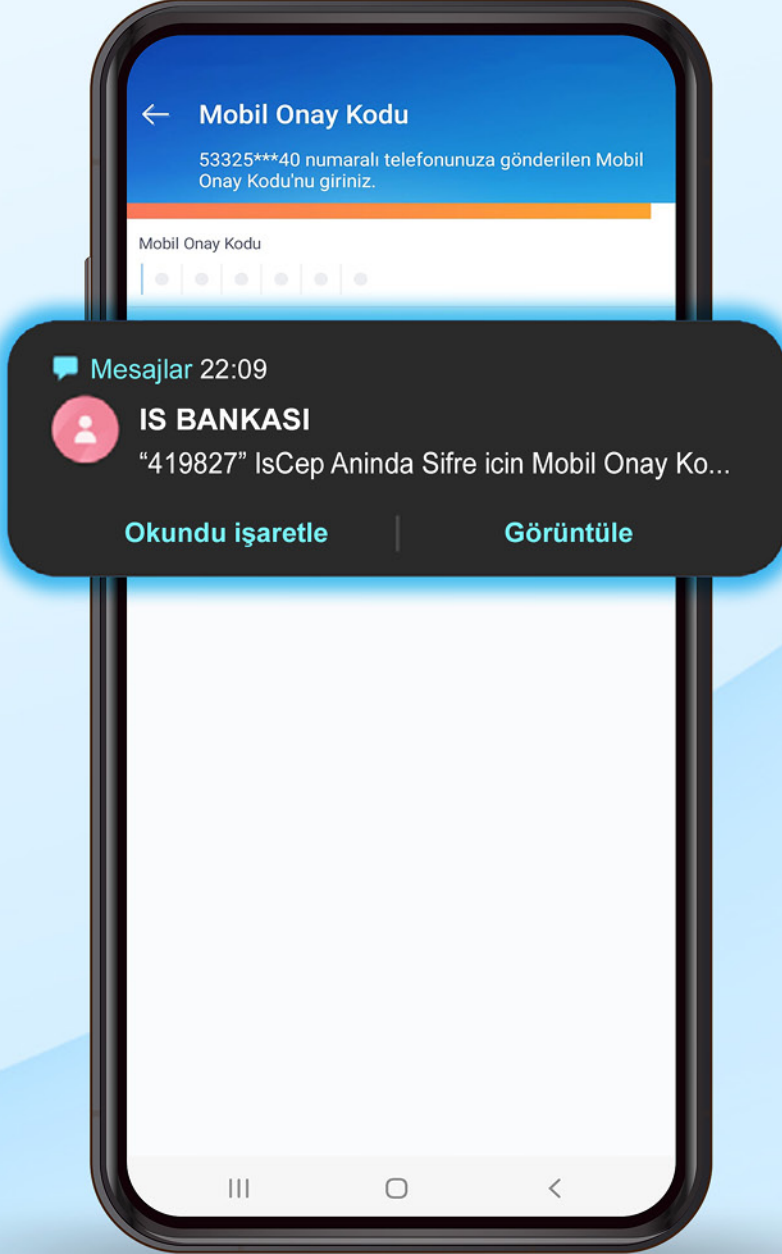 Mobil Onay Kodu
53325***40 numaralı telefonunuza gönderilen Mobil
Onay Kodu'nu giriniz.
Mobil Onay Kodu
Mesajlar 22:09
IS BANKASI
“419827” IsCep Aninda Sifre icin Mobil Onay Ko...
Okundu işaretle
Görüntüle